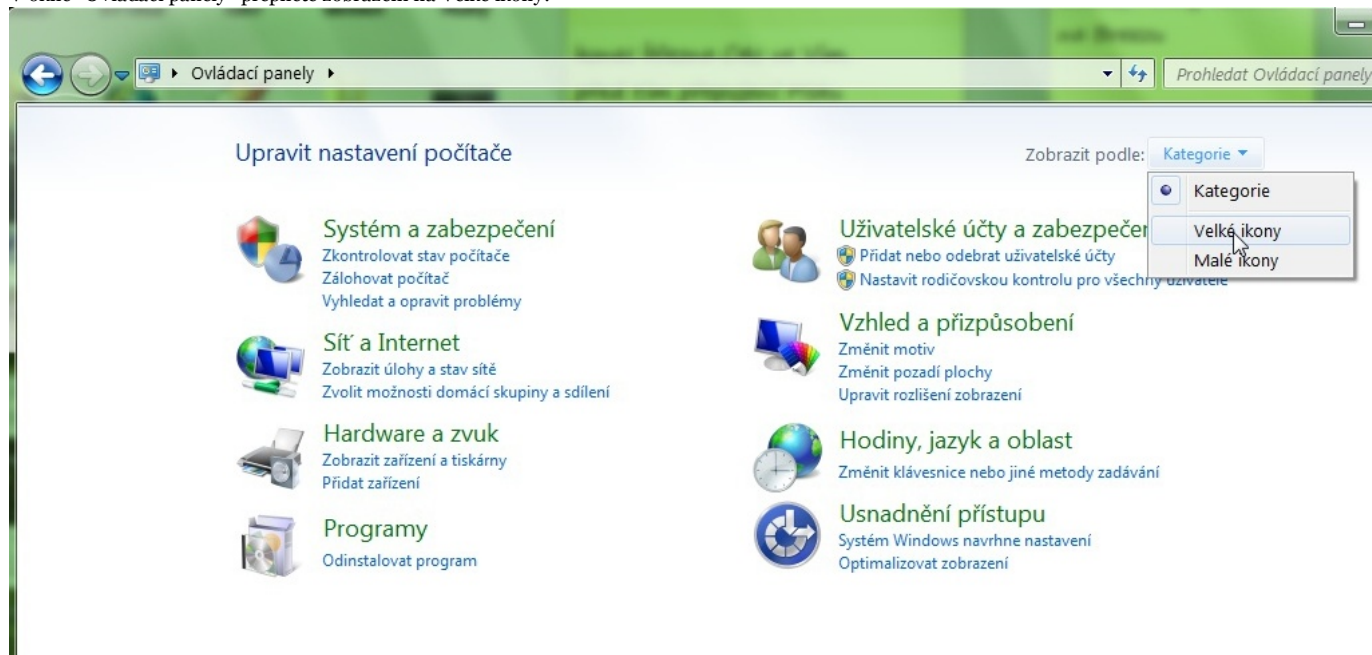 Ovládací panely
Prohledat Ovládací panely
Upravit nastavení počítače
Zobrazit podle: Kategorie
Kategorie
Velké ikony
Malé ikony
Systém a zabezpečení
Zkontrolovat stav počítače
Zálohovat počítač
Vyhledat a opravit problémy
Síť a Internet
Zobrazit úlohy a stav sítě
Zvolit možnosti domácí skupiny a sdílení
Hardware a zvuk
Zobrazit zařízení a tiskárny
Přidat zařízení
Programy
Odinstalovat program
Uživatelské účty a
Přidat nebo odebrat uživatelské účty
Nastavit rodičovskou kontrolu pro všechny uživatele
Vzhled a přizpůsobení
Změnit motiv
Změnit pozadí plochy
Upravit rozlišení zobrazení
Hodiny, jazyk a oblast
Změnit klávesnice nebo jiné metody zadávání
Usnadnění přístupu
Systém Windows navrhne nastavení
Optimalizovat zobrazení